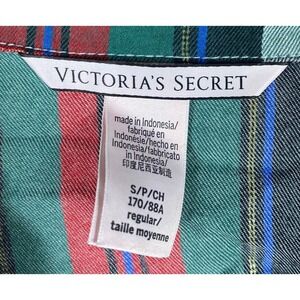 VICTORIA'S SECRET
made in Indonesia/
fabriqué en
Indonésie/hecho en
Indonesia/fabbricato
in Indonesia/
印度尼西亚制造
S/P/CH
170/88A
regular/
taille moyenne